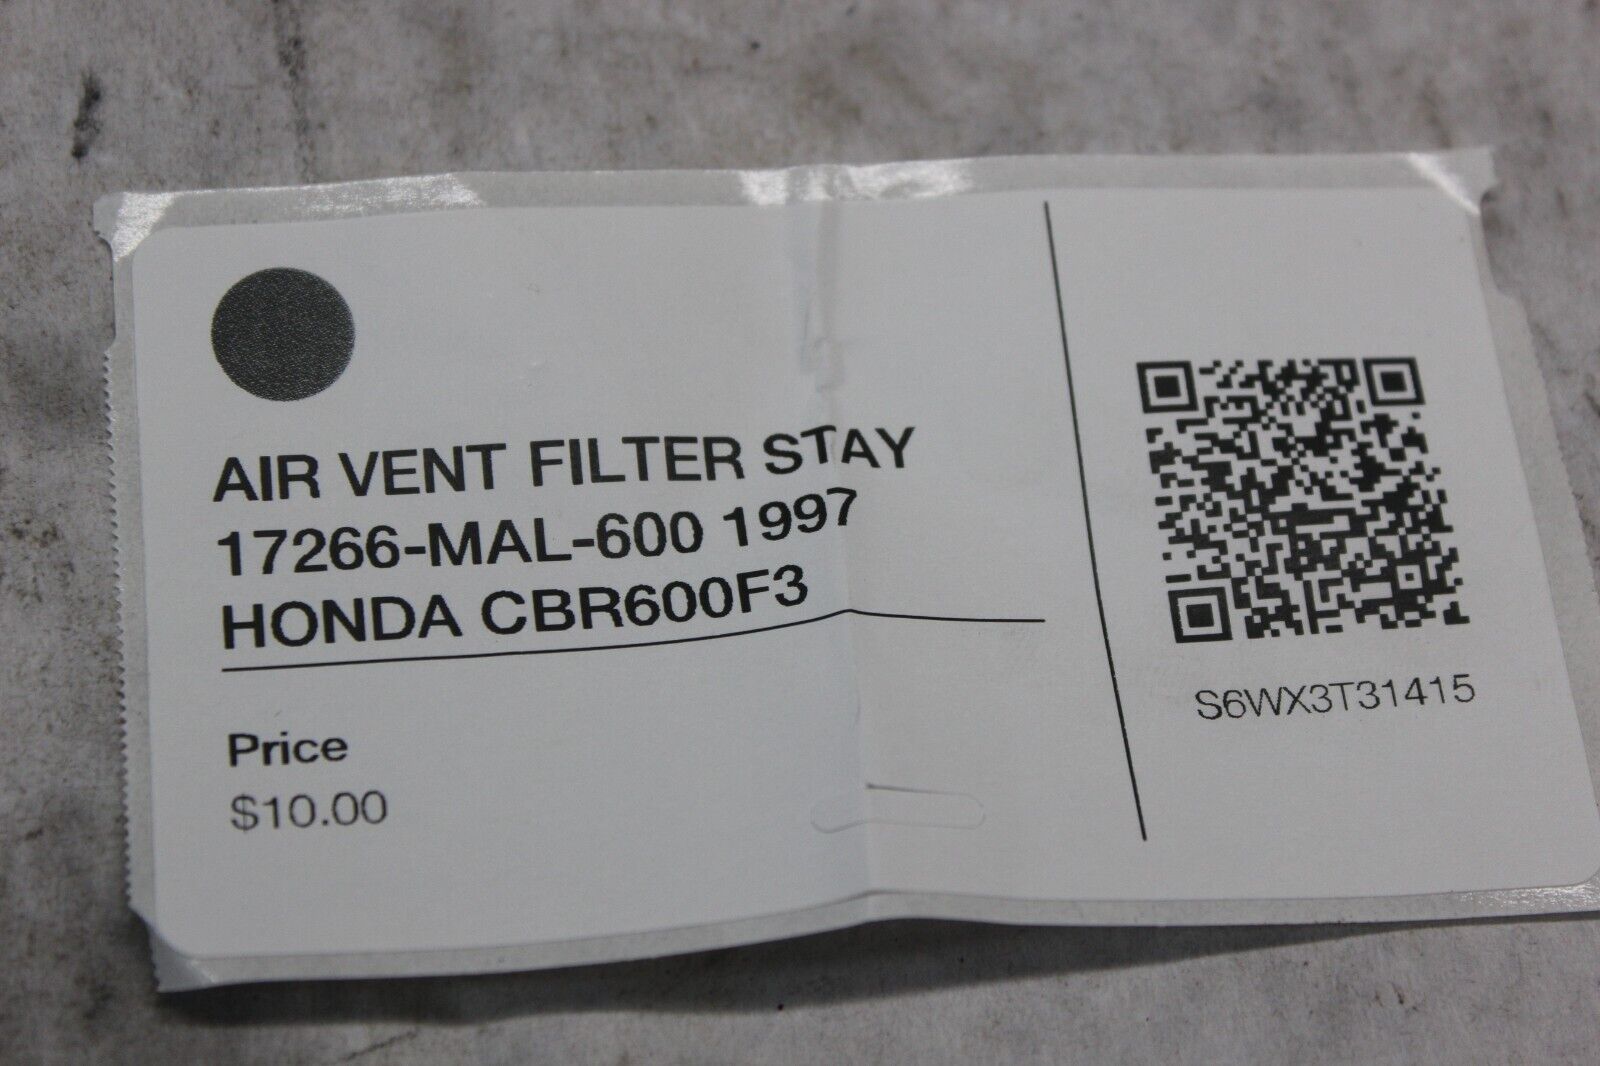 AIR VENT FILTER STAY
17266-MAL-600 1997
HONDA CBR600F3
Price
$10.00
S6WX3T31415